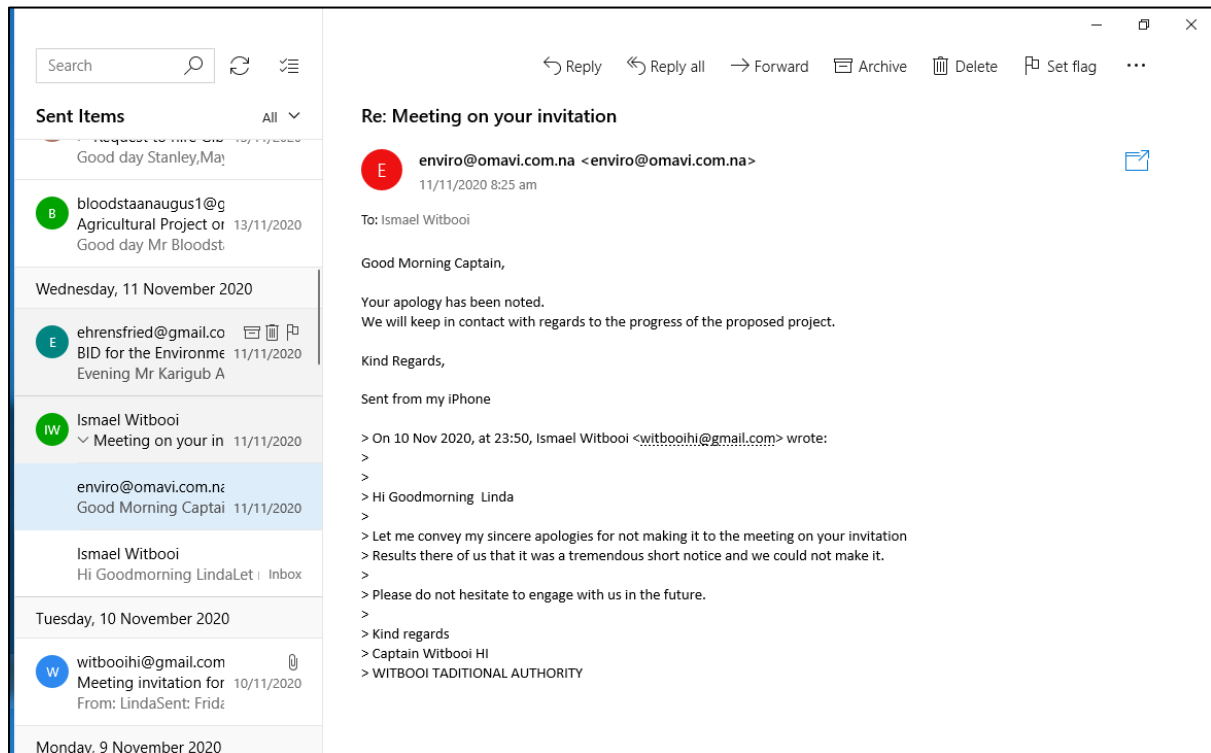 Search
Sent Items
All
Good day Stanley,May
bloodstaanaugus1@g
Agricultural Project or 13/11/2020
Good day Mr Bloodsta
Wednesday, 11 November 2020
E
ehrensfried@gmail.co
BID for the Environme 11/11/2020
Evening Mr Karigub A
IW
Ismael Witbooi
Meeting on your in 11/11/2020
enviro@omavi.com.na
Good Morning Captai 11/11/2020
Ismael Witbooi
Hi Goodmorning LindaLet Inbox
Tuesday, 10 November 2020
W
witbooihi@gmail.com
Meeting invitation for 10/11/2020
From: LindaSent: Frida
Monday, 9 November 2020
Reply
Reply all
Forward
Archive
Delete
Set flag
Re: Meeting on your invitation
E
enviro@omavi.com.na <enviro@omavi.com.na>
11/11/2020 8:25 am
To: Ismael Witbooi
Good Morning Captain,
Your apology has been noted.
We will keep in contact with regards to the progress of the proposed project.
Kind Regards,
Sent from my iPhone
> On 10 Nov 2020, at 23:50, Ismael Witbooi <witbooihi@gmail.com> wrote:
>
>
> Hi Goodmorning  Linda
>
> Let me convey my sincere apologies for not making it to the meeting on your invitation
> Results there of us that it was a tremendous short notice and we could not make it.
>
> Please do not hesitate to engage with us in the future.
>
> Kind regards
> Captain Witbooi HI
> WITBOOI TADITIONAL AUTHORITY